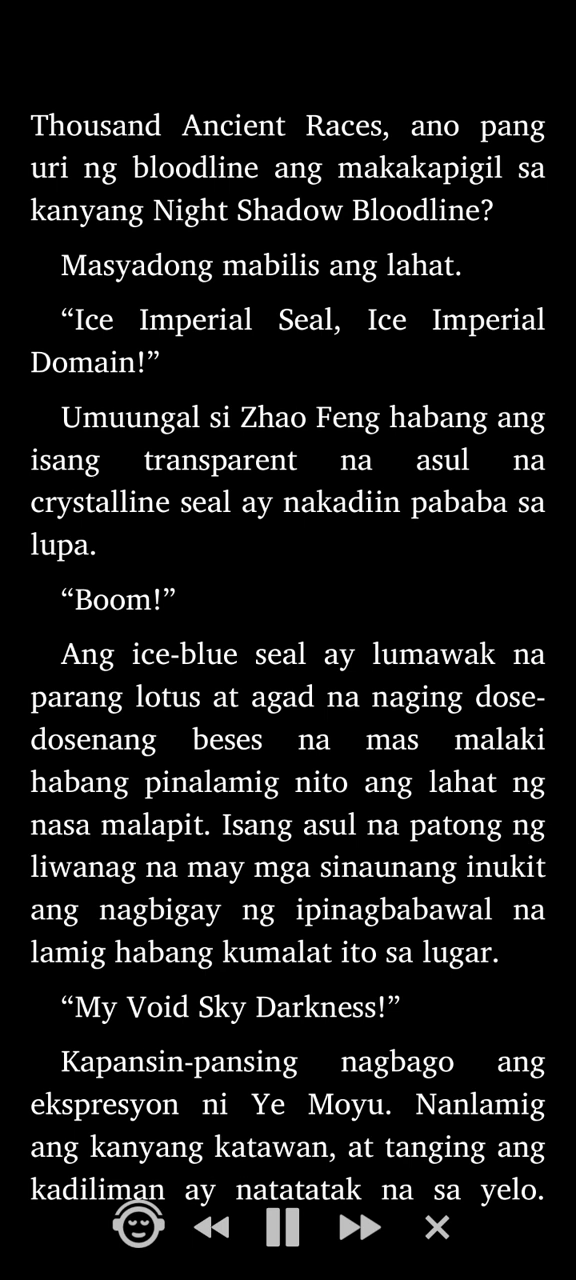 Thousand Ancient Races, ano pang
uri ng bloodline ang makakapigil sa
kanyang Night Shadow Bloodline?
Masyadong mabilis ang lahat.
“Ice Imperial Seal, Ice Imperial
Domain!”
Umuungal si Zhao Feng habang ang
isang transparent na asul na
crystalline seal ay nakadiin pababa sa
lupa.
“Boom!”
Ang ice-blue seal ay lumawak na
parang lotus at agad na naging dose-
dosenang beses na mas malaki
habang pinalamig nito ang lahat ng
nasa malapit. Isang asul na patong ng
liwanag na may mga sinaunang inukit
ang nagbigay ng ipinagbabawal na
lamig habang kumalat ito sa lugar.
“My Void Sky Darkness!”
Kapansin-pansing nagbago ang
ekspresyon ni Ye Moyu. Nanlamig
ang kanyang katawan, at tanging ang
kadiliman ay natatatak na sa yelo.